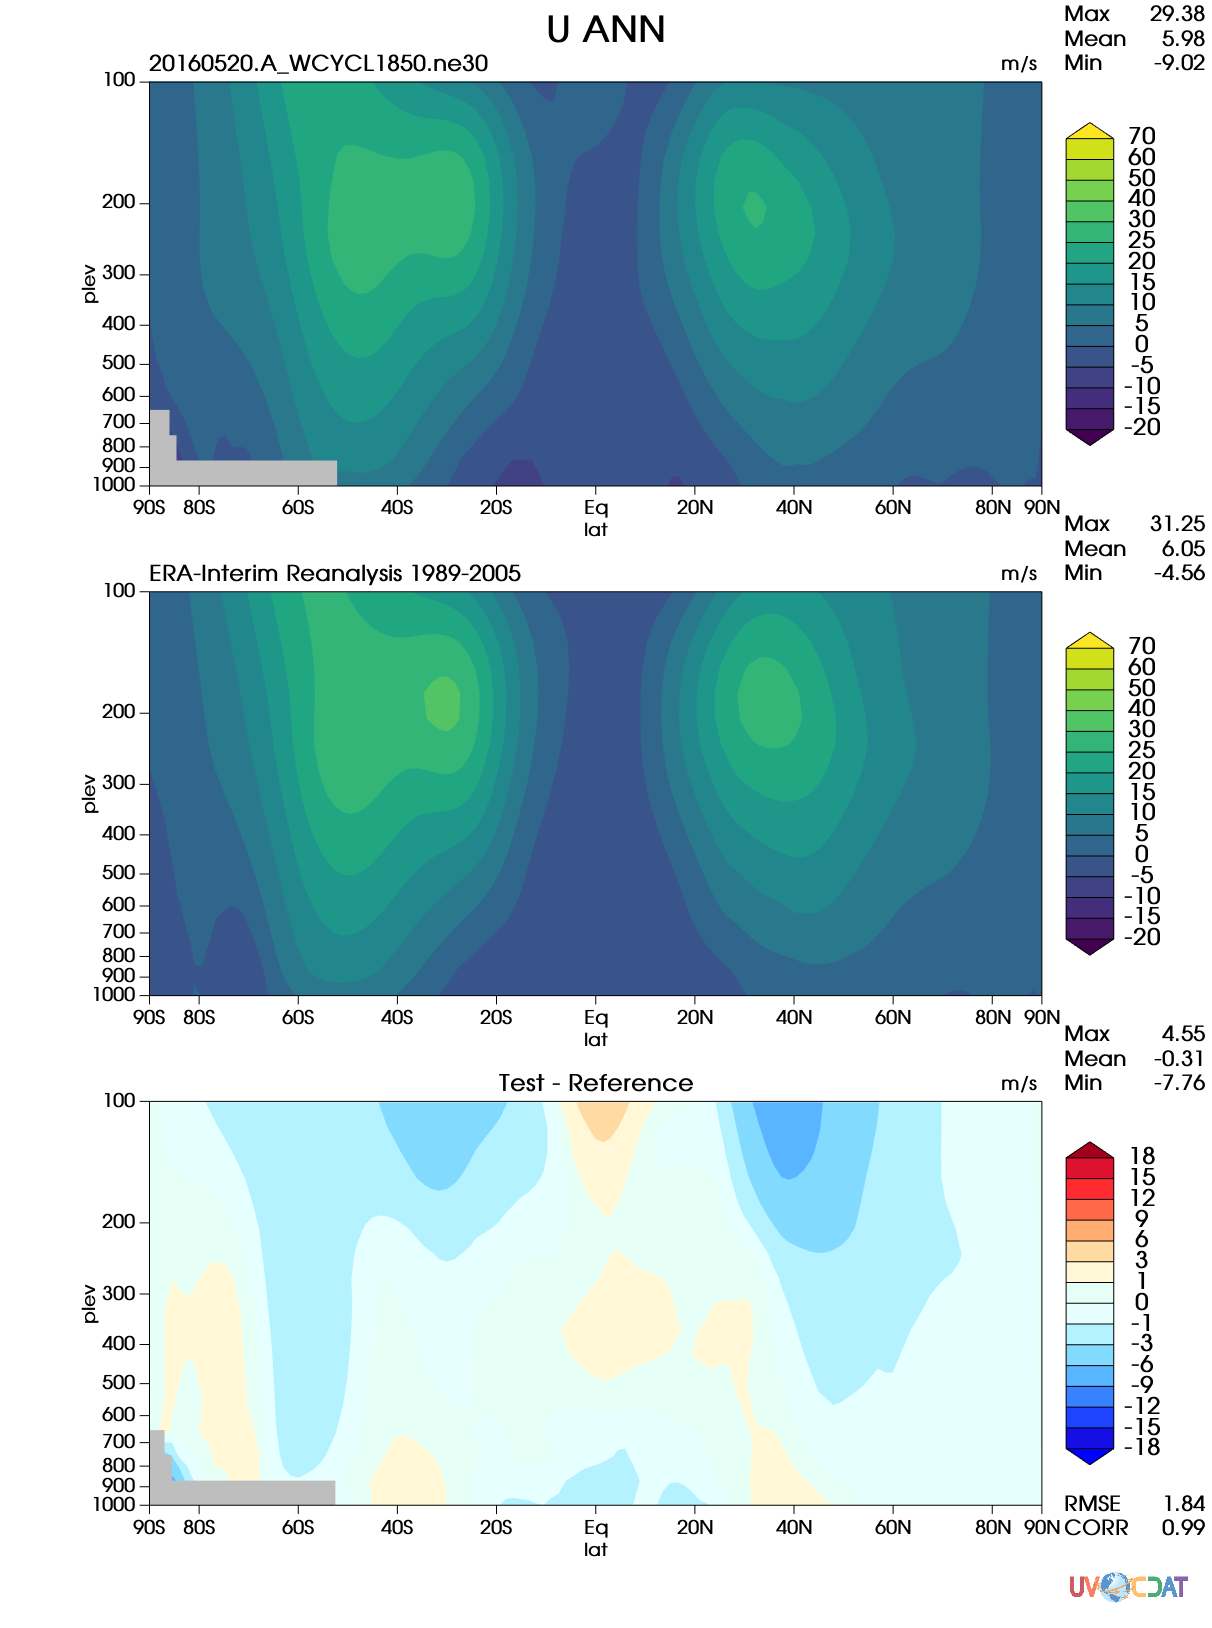 U ANN
20160520.A_WCYCL1850.ne30
m/s
Max 29.38
Mean 5.98
Min -9.02
100
200
300
400
500
600
700
800
900
1000
plev
90S 80S 60S 40S 20S Eq 20N 40N 60N 80N 90N
lat
70
60
50
40
30
25
20
15
10
5
0
-5
-10
-15
-20
ERA-Interim Reanalysis 1989-2005
m/s
Max 31.25
Mean 6.05
Min -4.56
100
200
300
400
500
600
700
800
900
1000
plev
90S 80S 60S 40S 20S Eq 20N 40N 60N 80N 90N
lat
70
60
50
40
30
25
20
15
10
5
0
-5
-10
-15
-20
Test - Reference
m/s
Max 4.55
Mean -0.31
Min -7.76
100
200
300
400
500
600
700
800
900
1000
plev
90S 80S 60S 40S 20S Eq 20N 40N 60N 80N 90N
lat
18
15
12
9
6
3
1
0
-1
-3
-6
-9
-12
-15
-18
RMSE 1.84
CORR 0.99
UV CDAT